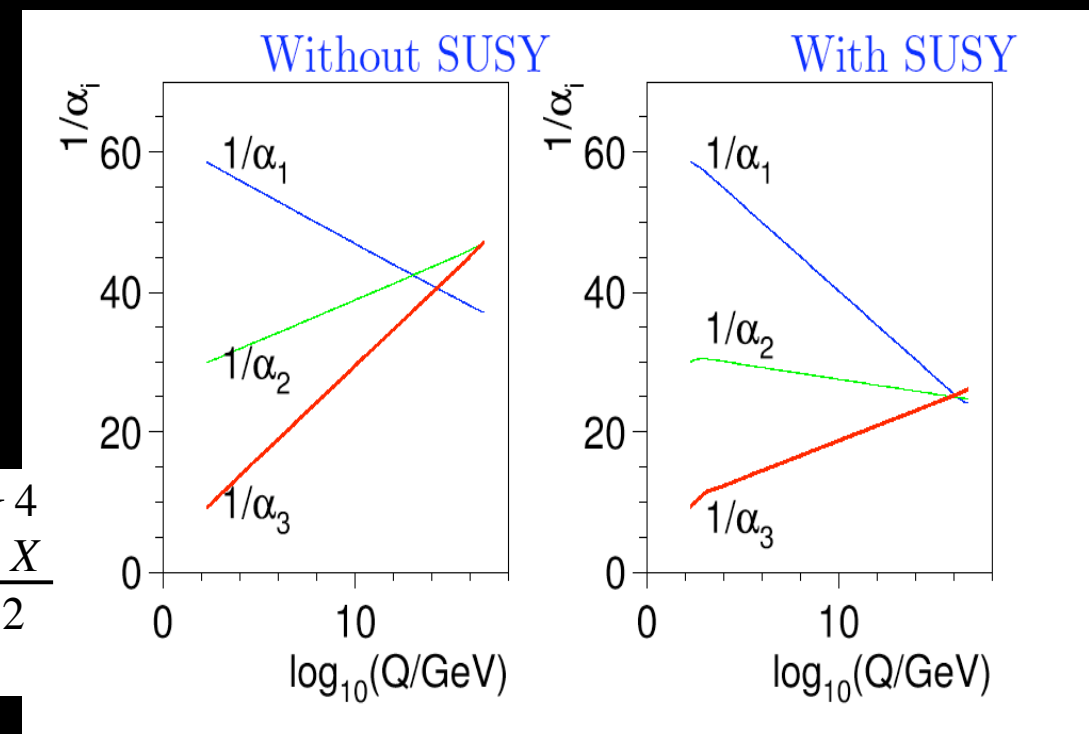 Without SUSY
1/αᵢ
60
40
20
0
1/α₁
1/α₂
1/α₃
0 10
log₁₀(Q/GeV)
With SUSY
1/αᵢ
60
40
20
0
1/α₁
1/α₂
1/α₃
0 10
log₁₀(Q/GeV)
4
X
2